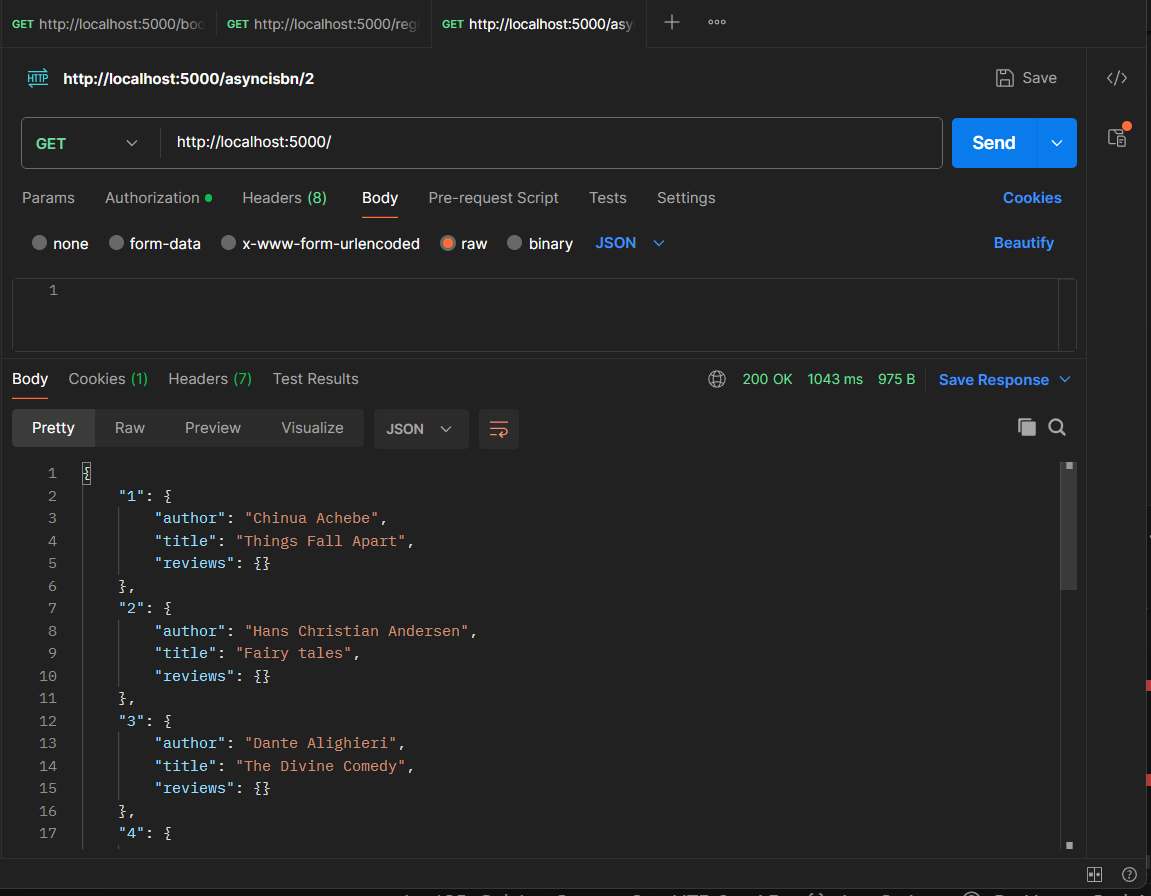 GET http://localhost:5000/boo GET http://localhost:5000/reg GET http://localhost:5000/asy
HTTP http://localhost:5000/asyncisbn/2 Save </>
GET http://localhost:5000/ Send
Params Authorization Headers (8) Body Pre-request Script Tests Settings Cookies
none form-data x-www-form-urlencoded raw binary JSON Beautify
1
Body Cookies (1) Headers (7) Test Results 200 OK 1043 ms 975 B Save Response
Pretty Raw Preview Visualize JSON
1 {
2 "1": {
3 "author": "Chinua Achebe",
4 "title": "Things Fall Apart",
5 "reviews": {}
6 },
7 "2": {
8 "author": "Hans Christian Andersen",
9 "title": "Fairy tales",
10 "reviews": {}
11 },
12 "3": {
13 "author": "Dante Alighieri",
14 "title": "The Divine Comedy",
15 "reviews": {}
16 },
17 "4": {